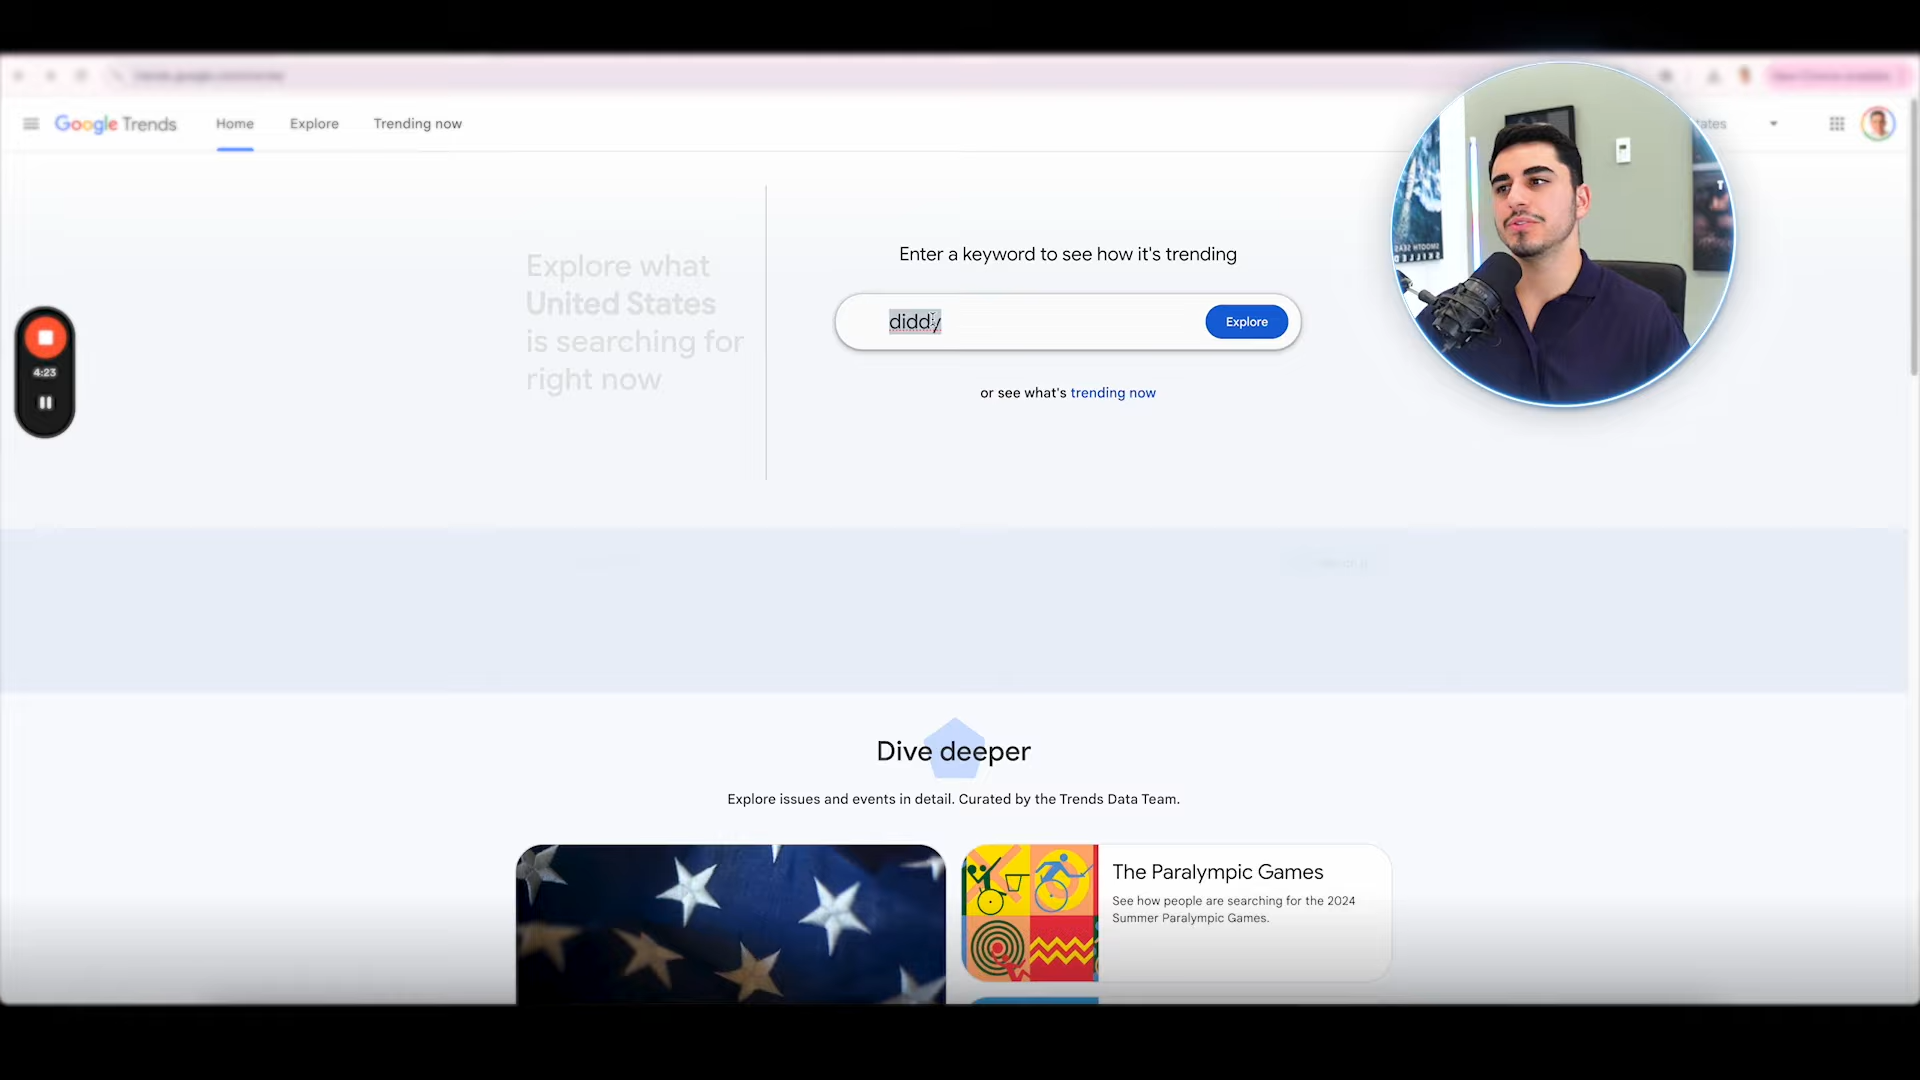 Google Trends
Home
Explore
Trending now
Explore what
United States
is searching for
right now
Enter a keyword to see how it's trending
diddy
Explore
or see what's trending now
4:23
Dive deeper
Explore issues and events in detail. Curated by the Trends Data Team.
The Paralympic Games
See how people are searching for the 2024
Summer Paralympic Games.